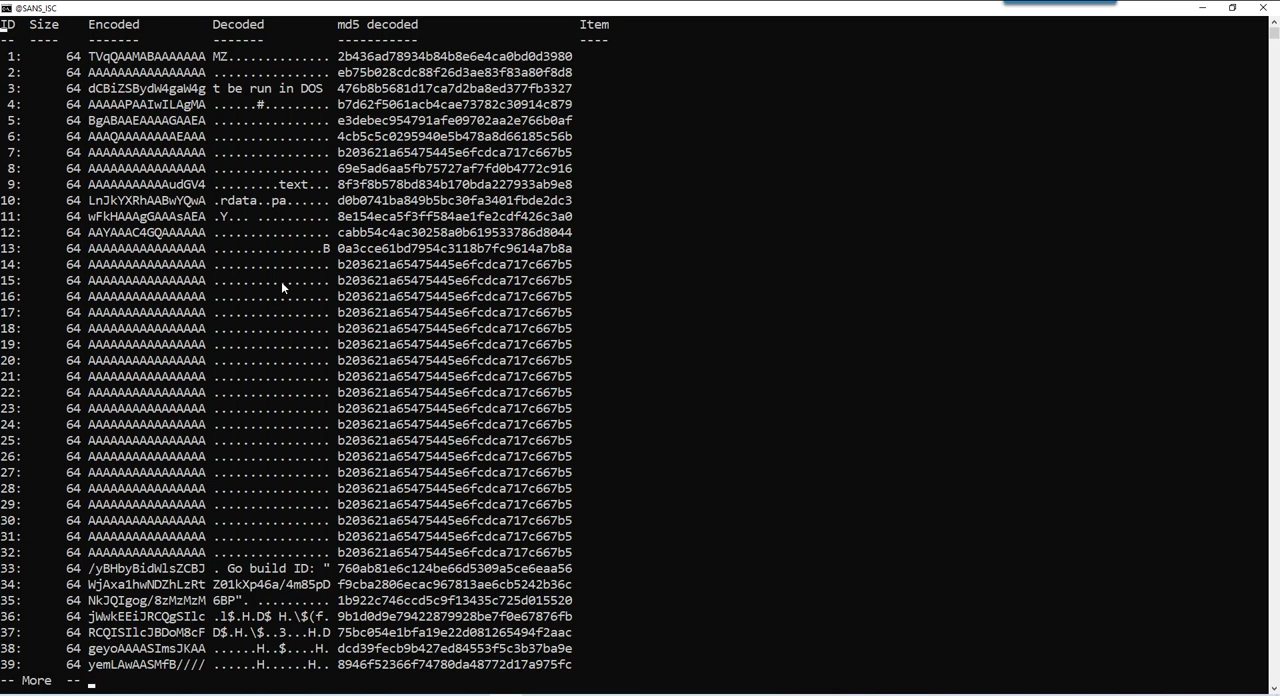 @SANS_ISC
ID  Size    Encoded          Decoded          md5 decoded                      Item
--  ----    -------          -------          -----------                      ----
 1:      64 TVqQAAMABAAAAAAA MZ.............. 2b436ad78934b84b8e6e4ca0bd0d3980
 2:      64 AAAAAAAAAAAAAAAA ................ eb75b028cdc88f26d3ae83f83a80f8d8
 3:      64 dCBiZSBydW4gaW4g t be run in DOS  476b8b5681d17ca7d2ba8ed377fb3327
 4:      64 AAAAAPAAIwILAgMA ......#......... b7d62f5061acb4cae73782c30914c879
 5:      64 BgABAAEAAAAGAAEA ................ e3debec954791afe09702aa2e766b0af
 6:      64 AAAQAAAAAAAAEAAA ................ 4cb5c5c0295940e5b478a8d66185c56b
 7:      64 AAAAAAAAAAAAAAAA ................ b203621a65475445e6fcdca717c667b5
 8:      64 AAAAAAAAAAAAAAAA ................ 69e5ad6aa5fb75727af7fd0b4772c916
 9:      64 AAAAAAAAAAAudGV4 .........text... 8f3f8b578bd834b170bda227933ab9e8
10:      64 LnJkYXRhAABwYQwA .rdata..pa...... d0b0741ba849205bc30fa3401fbde2dc3
11:      64 wFkHAAAgGAAAsAEA .Y... .......... 8e154eca5f3ff584ae1fe2cdf426c3a0
12:      64 AAYAAAC4GQAAAAAA ................ cabb54c4ac30258a0b619533786d8044
13:      64 AAAAAAAAAAAAAAAA ...............B 0a3cce61bd7954c3118b7fc9614a7b8a
14:      64 AAAAAAAAAAAAAAAA ................ b203621a65475445e6fcdca717c667b5
15:      64 AAAAAAAAAAAAAAAA ................ b203621a65475445e6fcdca717c667b5
16:      64 AAAAAAAAAAAAAAAA ................ b203621a65475445e6fcdca717c667b5
17:      64 AAAAAAAAAAAAAAAA ................ b203621a65475445e6fcdca717c667b5
18:      64 AAAAAAAAAAAAAAAA ................ b203621a65475445e6fcdca717c667b5
19:      64 AAAAAAAAAAAAAAAA ................ b203621a65475445e6fcdca717c667b5
20:      64 AAAAAAAAAAAAAAAA ................ b203621a65475445e6fcdca717c667b5
21:      64 AAAAAAAAAAAAAAAA ................ b203621a65475445e6fcdca717c667b5
22:      64 AAAAAAAAAAAAAAAA ................ b203621a65475445e6fcdca717c667b5
23:      64 AAAAAAAAAAAAAAAA ................ b203621a65475445e6fcdca717c667b5
24:      64 AAAAAAAAAAAAAAAA ................ b203621a65475445e6fcdca717c667b5
25:      64 AAAAAAAAAAAAAAAA ................ b203621a65475445e6fcdca717c667b5
26:      64 AAAAAAAAAAAAAAAA ................ b203621a65475445e6fcdca717c667b5
27:      64 AAAAAAAAAAAAAAAA ................ b203621a65475445e6fcdca717c667b5
28:      64 AAAAAAAAAAAAAAAA ................ b203621a65475445e6fcdca717c667b5
29:      64 AAAAAAAAAAAAAAAA ................ b203621a65475445e6fcdca717c667b5
30:      64 AAAAAAAAAAAAAAAA ................ b203621a65475445e6fcdca717c667b5
31:      64 AAAAAAAAAAAAAAAA ................ b203621a65475445e6fcdca717c667b5
32:      64 AAAAAAAAAAAAAAAA ................ b203621a65475445e6fcdca717c667b5
33:      64 /yBHbyBidWlsZCBJ . Go build ID: " 760ab81e6c124be66d5309a5ce6eaa56
34:      64 WjAxa1hwNDZhLzRt Z01kXp46a/4m85pD f9cba2806ecac967813ae6cb5242b36c
35:      64 NkJQIgog/8zMzMzM 6BP". .......... 1b922c746ccd5c9f13435c725d015520
36:      64 jWwkEEiJRCQgSIlc .l$.H.D$ H.\$(f. 9b1d0d9e79422879928be7f0e67876fb
37:      64 RCQISIlcJBDoM8cF D$.H.\$..3...H.D 75bc054e1bfa19e22d081265494f2aac
38:      64 geyoAAAASImsJKAA ......H..$....H. dcd39fecb9b427ed84553f5c3b37ba9e
39:      64 yemLAwAASMfB//// ......H......H.. 8946f52366f74780da48772d17a975fc
-- More  --